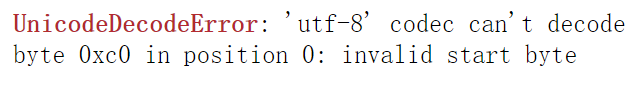 UnicodeDecodeError: 'utf-8' codec can't decode
byte 0xc0 in position 0: invalid start byte